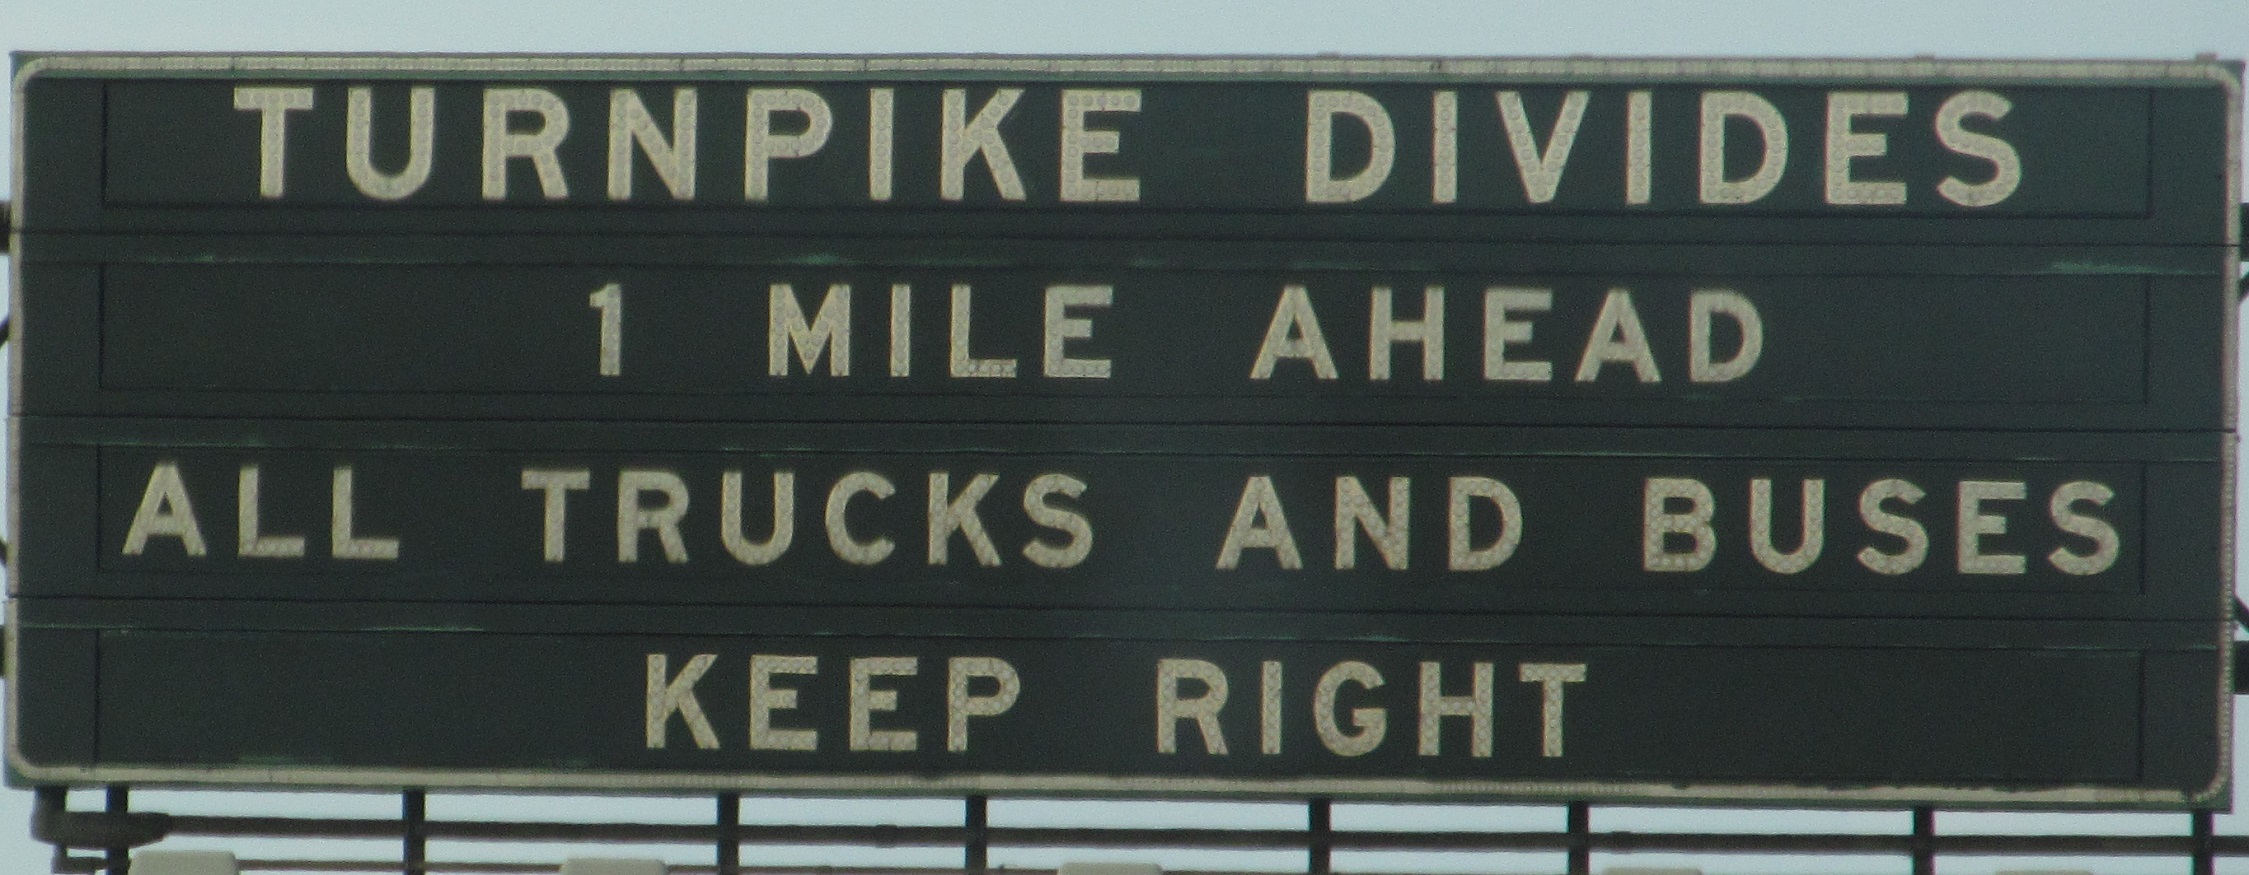 TURNPIKE DIVIDES
1 MILE AHEAD
ALL TRUCKS AND BUSES
KEEP RIGHT